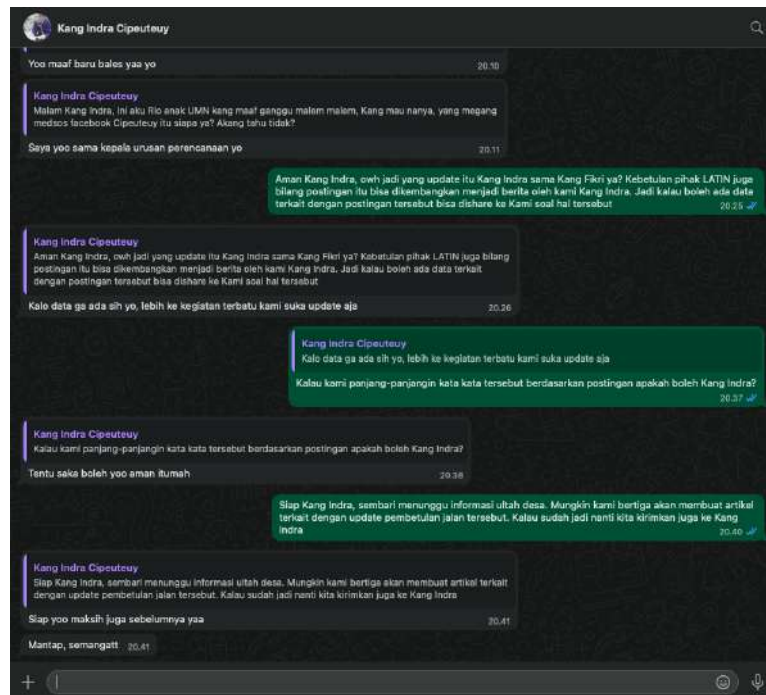 Kang Indra Cipeuteuy
Yoo maaf baru bales yaa yo 20.10
Kang Indra Cipeuteuy
Malam Kang Indra, Ini aku Rio anak UMN kang maaf ganggu malem malem, Kang mau nanya, yang megang
medsos facebook Cipeuteuy itu siapa ya? Akang tahu tidak?
Saya yoo sama kepala urusan perencanaan yo 20.11
Aman Kang Indra, owh jadi yang update itu Kang Indra sama Kang Fikri ya? Kebetulan pihak LATIN juga
bilang postingan itu bisa dikembangkan menjadi berita oleh kami Kang Indra. Jadi kalau boleh ada data
terkait dengan postingan tersebut bisa dishare ke Kami soal hal tersebut 20.25
Kang Indra Cipeuteuy
Aman Kang Indra, owh jadi yang update itu Kang Indra sama Kang Fikri ya? Kebetulan pihak LATIN juga bilang
postingan itu bisa dikembangkan menjadi berita oleh kami Kang Indra. Jadi kalau boleh ada data terkait
dengan postingan tersebut bisa dishare ke Kami soal hal tersebut
Kalo data ga ada sih yo, lebih ke kegiatan terbatu kami suka update aja 20.26
Kang Indra Cipeuteuy
Kalo data ga ada sih yo, lebih ke kegiatan terbatu kami suka update aja
Kalau kami panjang-panjangin kata kata tersebut berdasarkan postingan apakah boleh Kang Indra?
20.37
Kang Indra Cipeuteuy
Kalau kami panjang-panjangin kata kata tersebut berdasarkan postingan apakah boleh Kang Indra?
Tentu saka boleh yoo aman itumah 20.38
Siap Kang Indra, sembari menunggu informasi ultah desa. Mungkin kami bertiga akan membuat artikel
terkait dengan update pembetulan jalan tersebut. Kalau sudah jadi nanti kita kirimkan juga ke Kang
Indra 20.40
Kang Indra Cipeuteuy
Siap Kang Indra, sembari menunggu informasi ultah desa. Mungkin kami bertiga akan membuat artikel terkait
dengan update pembetulan jalan tersebut. Kalau sudah jadi nanti kita kirimkan juga ke Kang Indra
Siap yoo maksih juga sebelumnya yaa 20.41
Mantap, semangatt 20.41